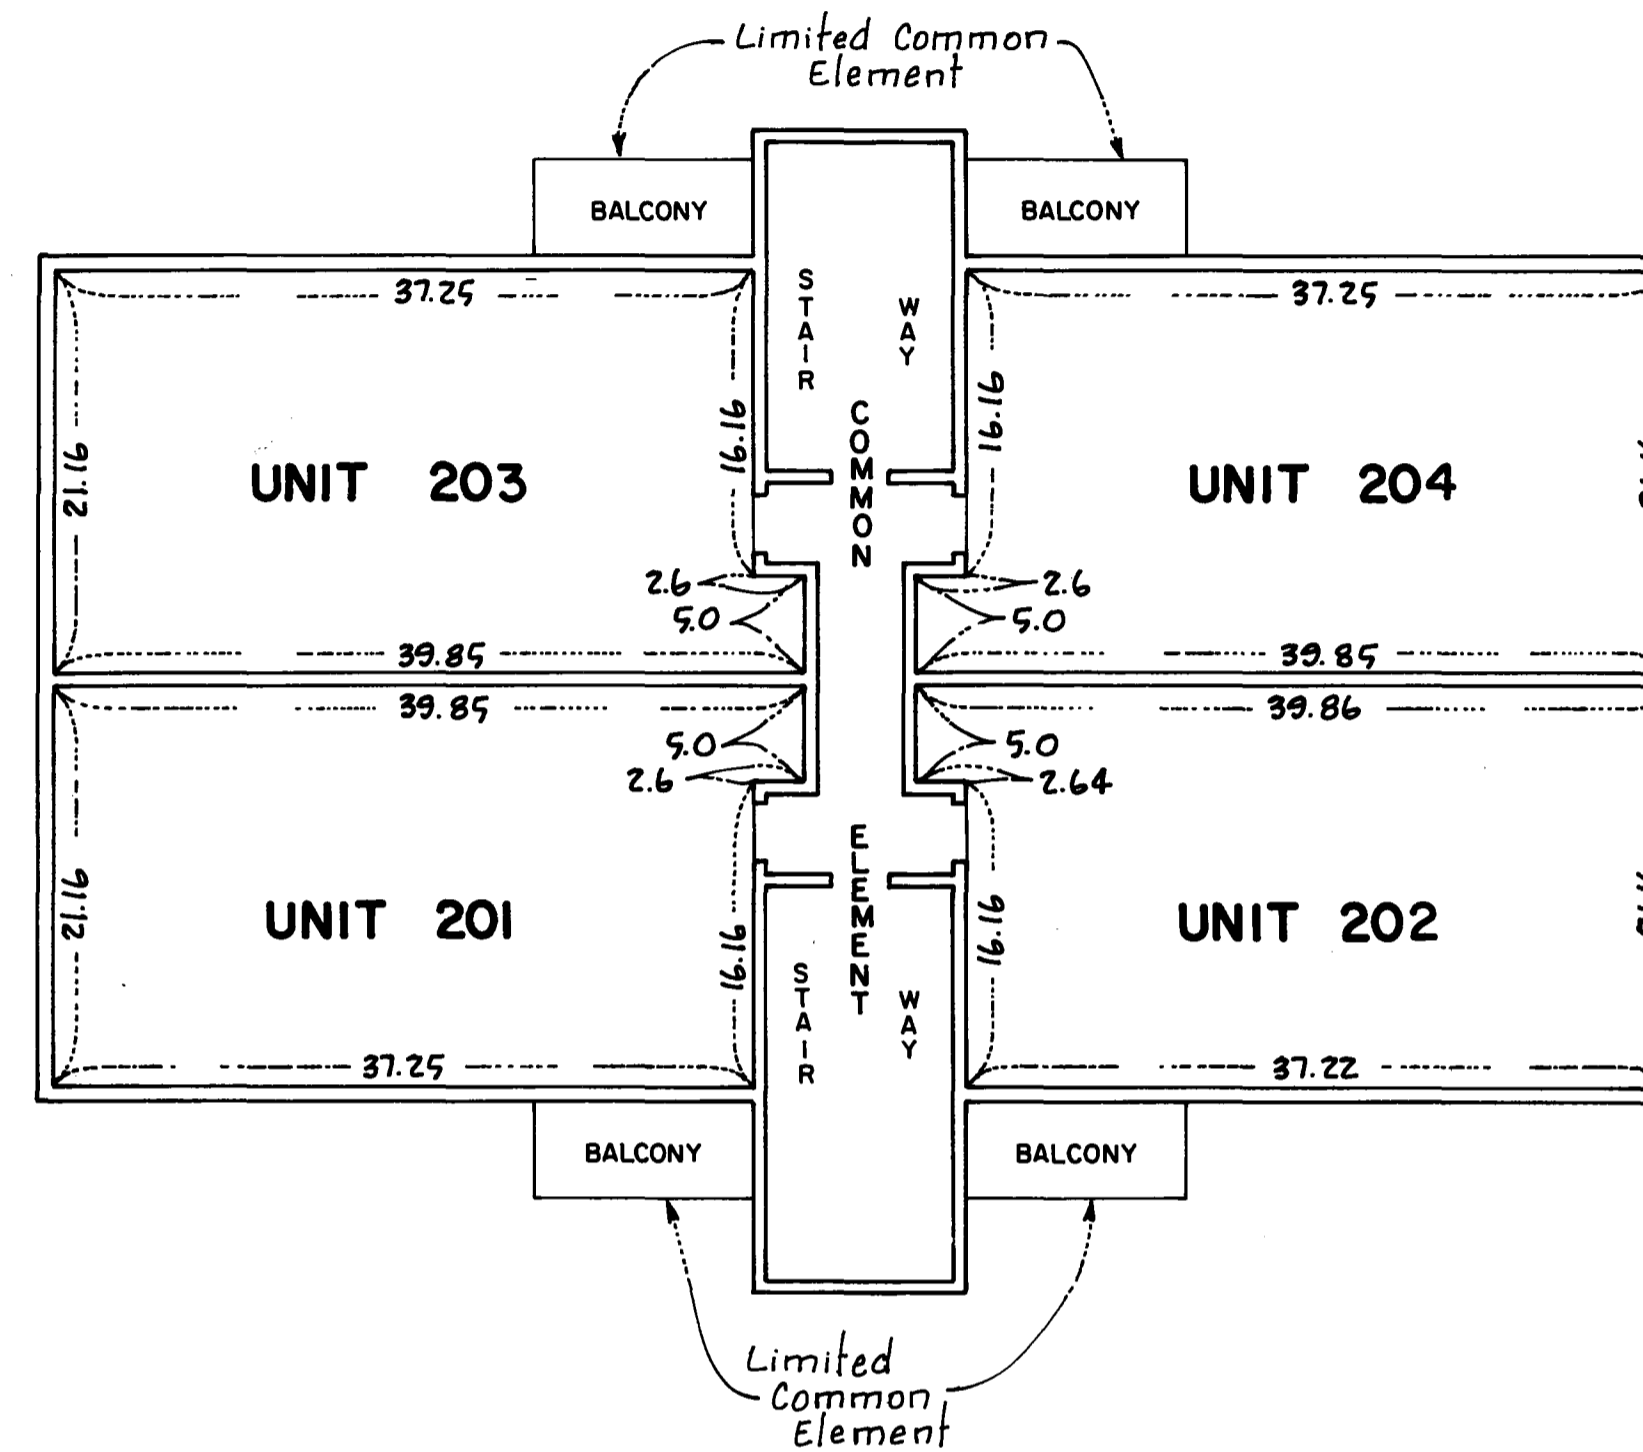 Limited Common
Element
BALCONY
BALCONY
37.25
37.25
STAIR
WAY
21.16
16.16
16.16
COMMON
UNIT 203
UNIT 204
2.6
2.6
5.0
5.0
39.85
39.85
39.85
39.86
5.0
5.0
2.6
2.64
21.16
16.16
16.16
ELEMENT
UNIT 201
UNIT 202
STAIR
WAY
37.25
37.22
BALCONY
BALCONY
Limited
Common
Element